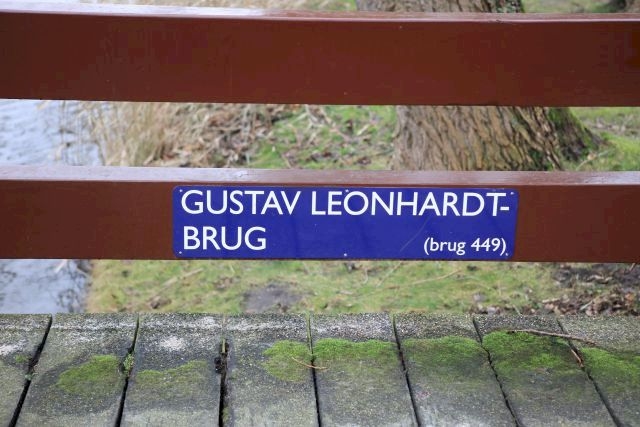 GUSTAV LEONHARDT-
BRUG (brug 449)